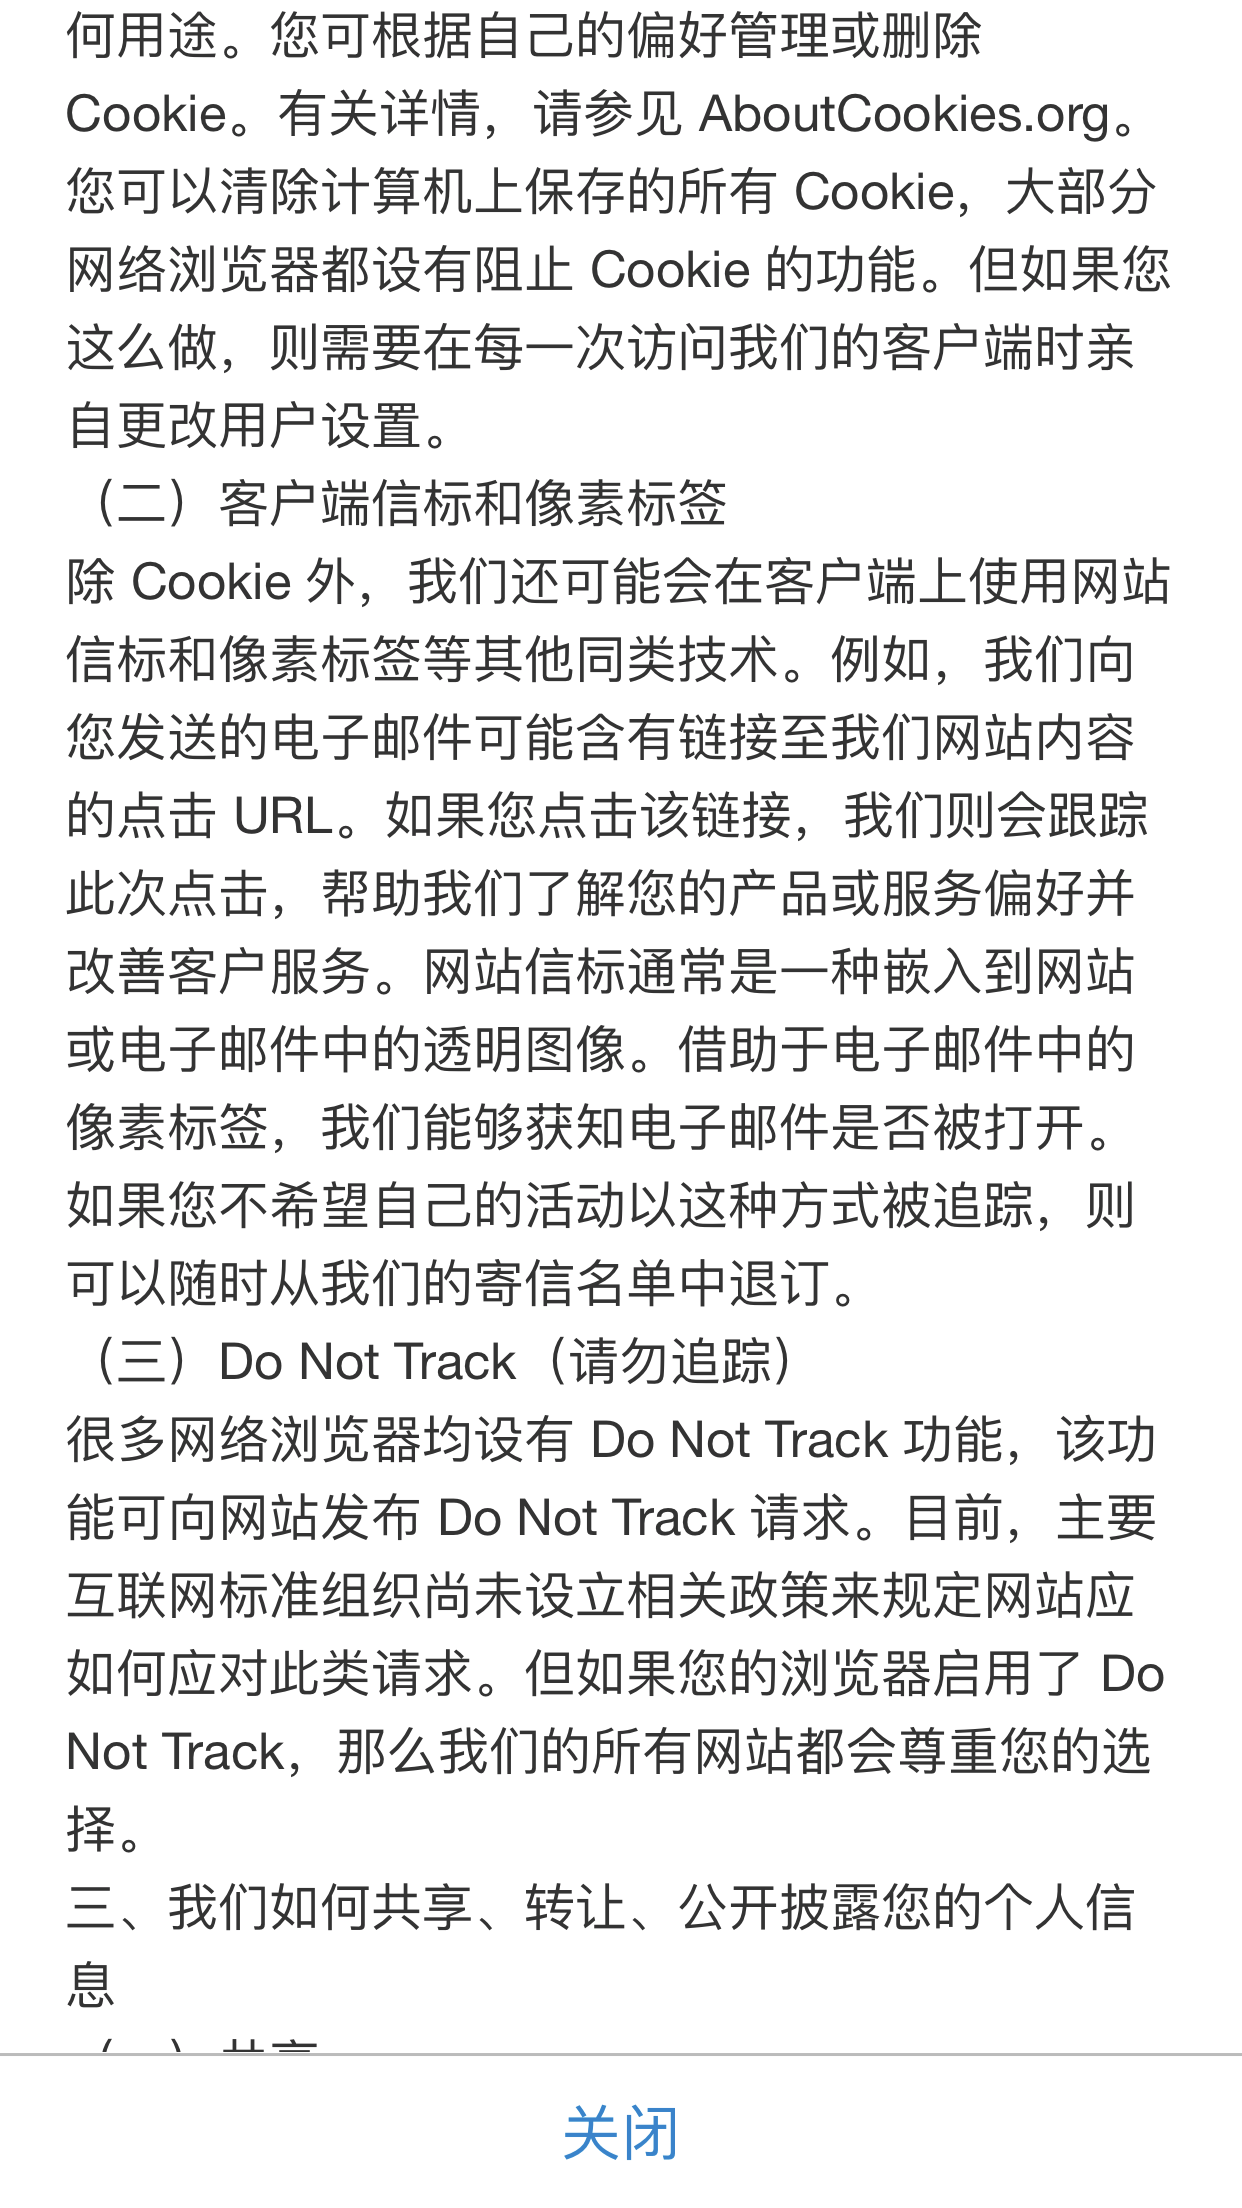 何用途。您可根据自己的偏好管理或删除
Cookie。有关详情，请参见 AboutCookies.org。
您可以清除计算机上保存的所有 Cookie，大部分
网络浏览器都设有阻止 Cookie 的功能。但如果您
这么做，则需要在每一次访问我们的客户端时亲
自更改用户设置。
（二）客户端信标和像素标签
除 Cookie 外，我们还可能会在客户端上使用网站
信标和像素标签等其他同类技术。例如，我们向
您发送的电子邮件可能含有链接至我们网站内容
的点击 URL。如果您点击该链接，我们则会跟踪
此次点击，帮助我们了解您的产品或服务偏好并
改善客户服务。网站信标通常是一种嵌入到网站
或电子邮件中的透明图像。借助于电子邮件中的
像素标签，我们能够获知电子邮件是否被打开。
如果您不希望自己的活动以这种方式被追踪，则
可以随时从我们的寄信名单中退订。
（三）Do Not Track（请勿追踪）
很多网络浏览器均设有 Do Not Track 功能，该功
能可向网站发布 Do Not Track 请求。目前，主要
互联网标准组织尚未设立相关政策来规定网站应
如何应对此类请求。但如果您的浏览器启用了 Do
Not Track，那么我们的所有网站都会尊重您的选
择。
三、我们如何共享、转让、公开披露您的个人信
息
关闭